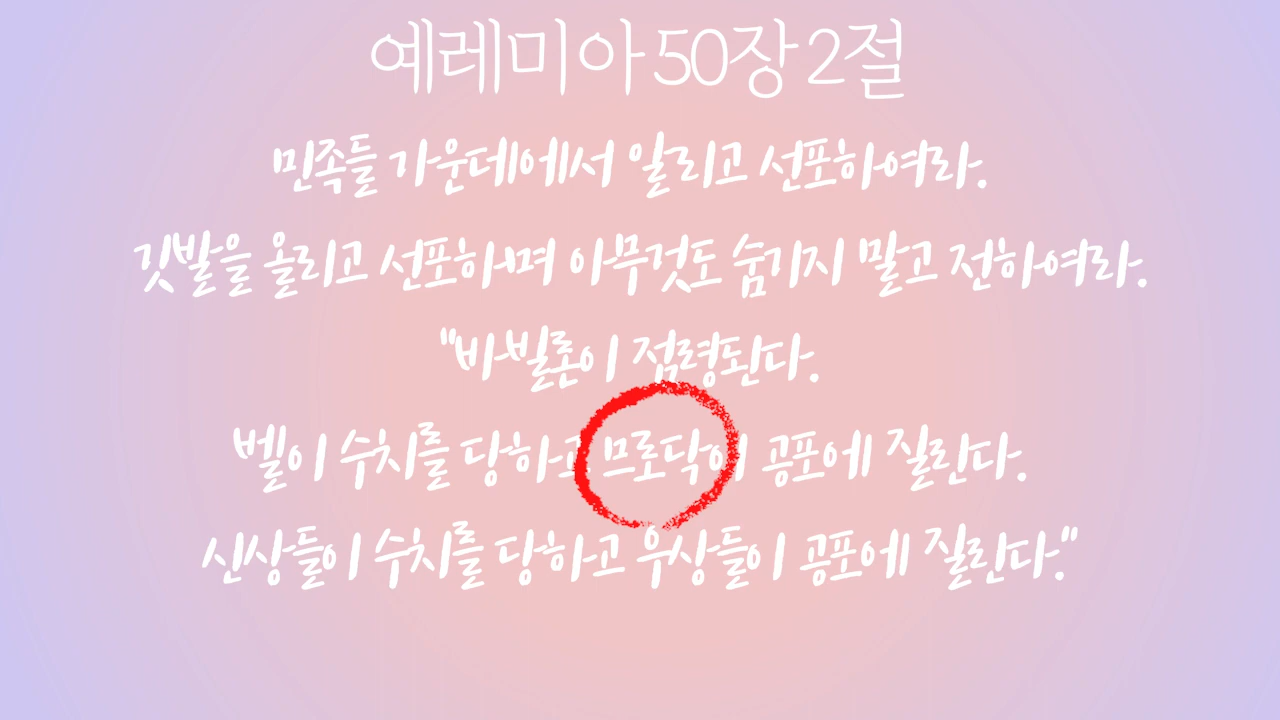 예레미아 50장 2절
민족들 가운데에서 알리고 선포하여라.
깃발을 올리고 선포하며 아무것도 숨기지 말고 전하여라.
"바빌론이 점령된다.
벨이 수치를 당하고 므로닥이 공포에 질린다.
신상들이 수치를 당하고 우상들이 공포에 질린다."